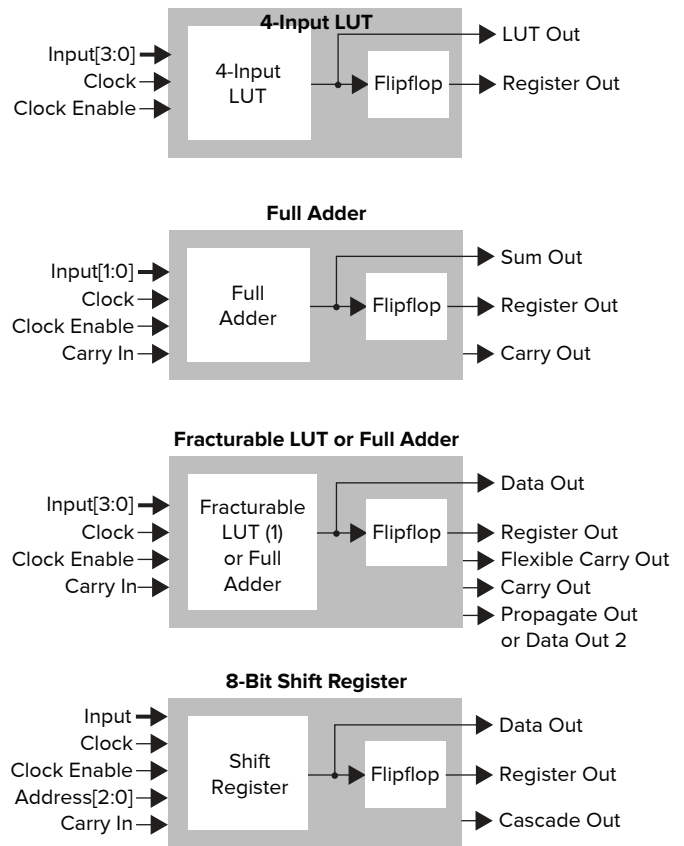 4-Input LUT
Input[3:0]
Clock
Clock Enable
4-Input
LUT
Flipflop
LUT Out
Register Out
Full Adder
Input[1:0]
Clock
Clock Enable
Carry In
Full
Adder
Flipflop
Sum Out
Register Out
Carry Out
Fracturable LUT or Full Adder
Input[3:0]
Clock
Clock Enable
Carry In
Fracturable
LUT (1)
or Full
Adder
Flipflop
Data Out
Register Out
Flexible Carry Out
Carry Out
Propagate Out
or Data Out 2
8-Bit Shift Register
Input
Clock
Clock Enable
Address[2:0]
Carry In
Shift
Register
Flipflop
Data Out
Register Out
Cascade Out